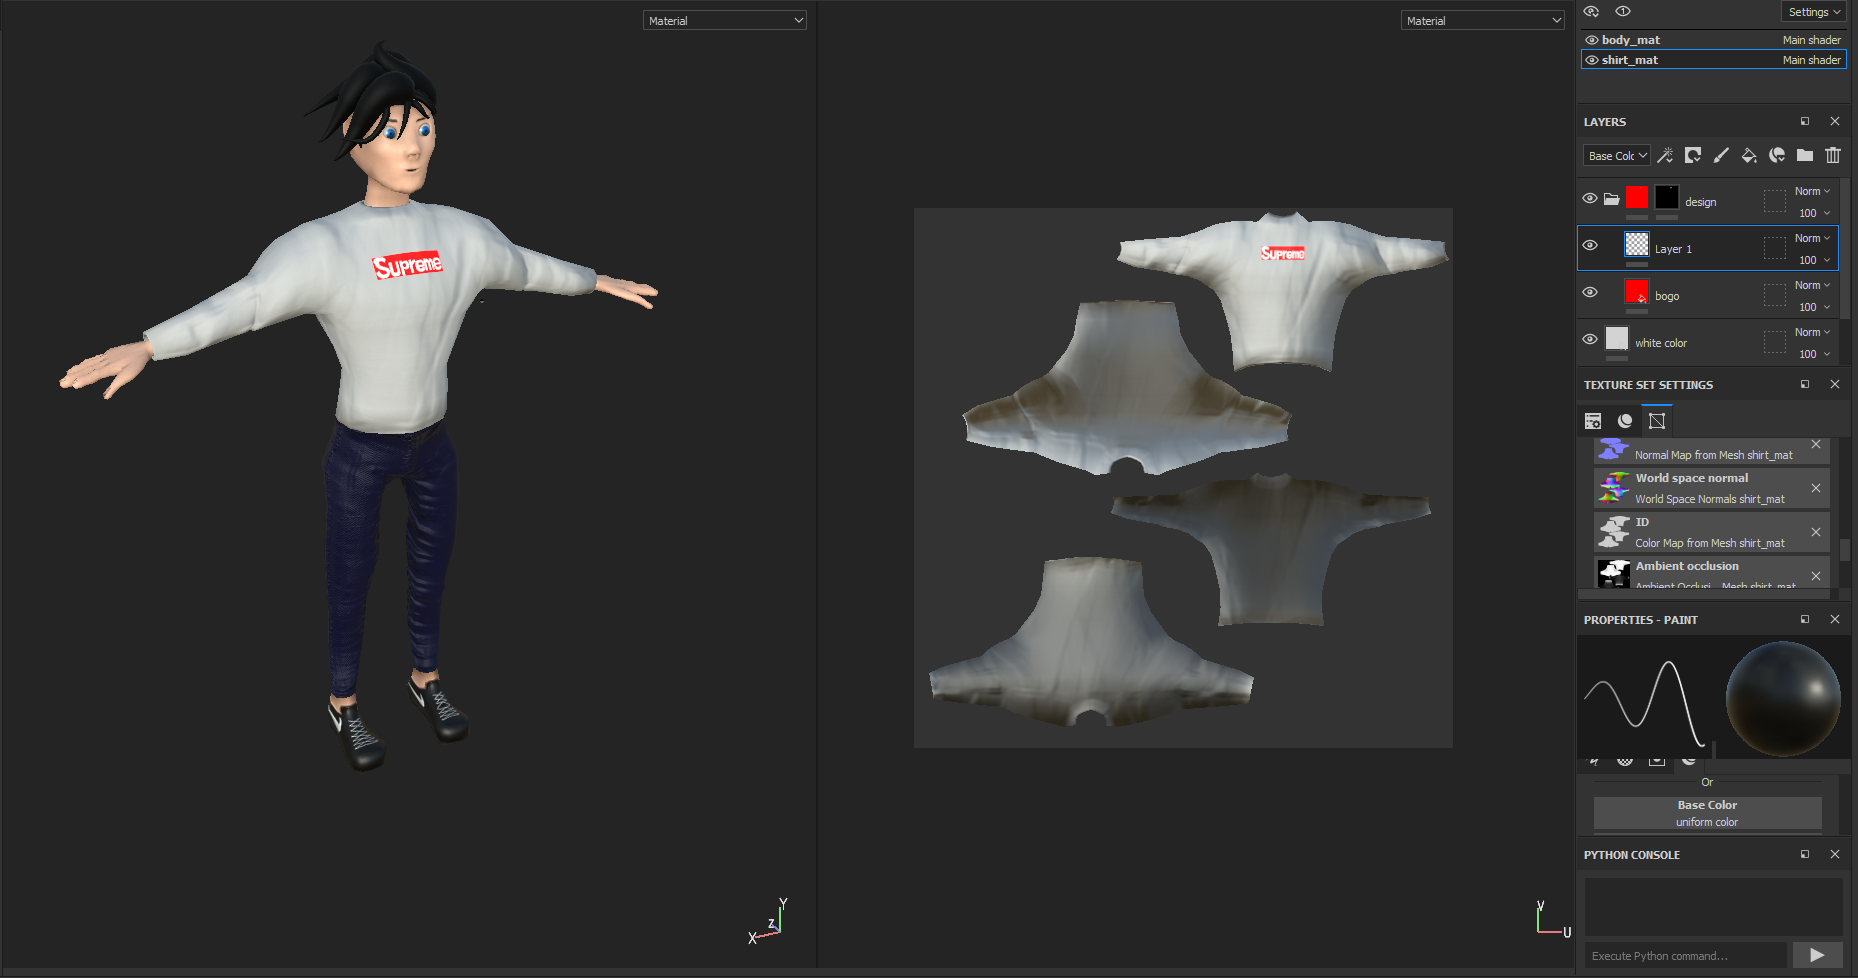 Material
Supreme
Material
Supreme
Settings
body_mat Main shader
shirt_mat Main shader
LAYERS
Base Colc
design Norm
100
Layer 1 Norm
100
bogo Norm
100
white color Norm
100
TEXTURE SET SETTINGS
Normal Map from Mesh shirt_mat
World space normal
World Space Normals shirt_mat
ID
Color Map from Mesh shirt_mat
Ambient occlusion
Ambient Occlusi... Mesh shirt_mat
PROPERTIES - PAINT
Or
Base Color
uniform color
PYTHON CONSOLE
Execute Python command...
Y
Z
X
V
U